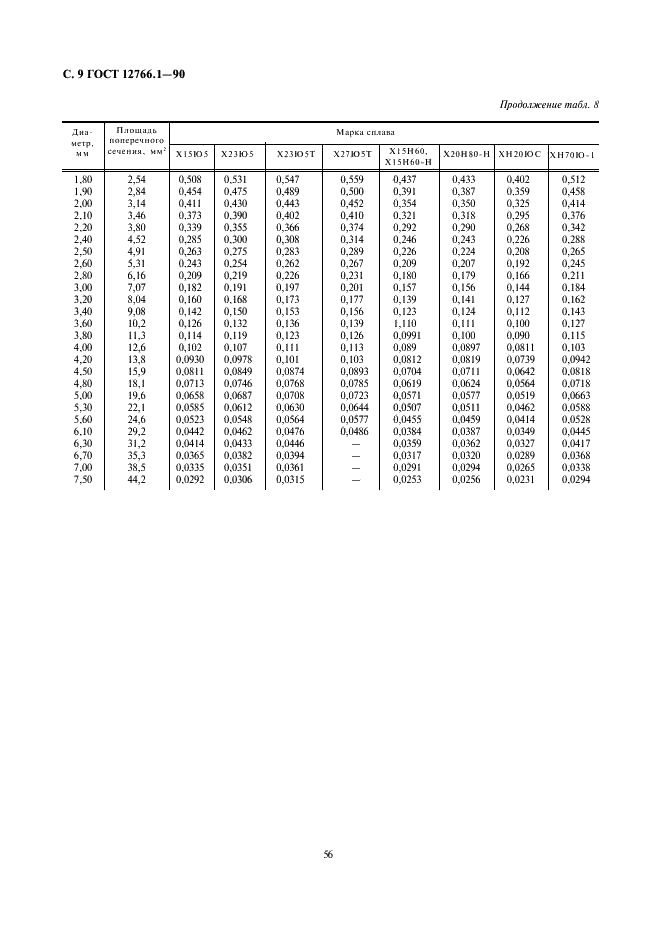 С. 9 ГОСТ 12766.1—90
Продолжение табл. 8
Диа-
метр,
мм
Площадь
поперечного
сечения, мм²
Марка сплава
Х15Ю5 Х23Ю5 Х23Ю5Т Х27Ю5Т Х15Н60, Х15Н60-Н Х20Н80-Н ХН20ЮС ХН70Ю-1
1,80 2,54 0,508 0,531 0,547 0,559 0,437 0,433 0,402 0,512
1,90 2,84 0,454 0,475 0,489 0,500 0,391 0,387 0,359 0,458
2,00 3,14 0,411 0,430 0,443 0,452 0,354 0,350 0,325 0,414
2,10 3,46 0,373 0,390 0,402 0,410 0,321 0,318 0,295 0,376
2,20 3,80 0,339 0,355 0,366 0,374 0,292 0,290 0,268 0,342
2,40 4,52 0,285 0,300 0,308 0,314 0,246 0,243 0,226 0,288
2,50 4,91 0,263 0,275 0,283 0,289 0,226 0,224 0,208 0,265
2,60 5,31 0,243 0,254 0,262 0,267 0,209 0,207 0,192 0,245
2,80 6,16 0,209 0,219 0,226 0,231 0,180 0,179 0,166 0,211
3,00 7,07 0,182 0,191 0,197 0,201 0,157 0,156 0,144 0,184
3,20 8,04 0,160 0,168 0,173 0,177 0,139 0,141 0,127 0,162
3,40 9,08 0,142 0,150 0,153 0,156 0,123 0,124 0,112 0,143
3,60 10,2 0,126 0,132 0,136 0,139 1,110 0,111 0,100 0,127
3,80 11,3 0,114 0,119 0,123 0,126 0,0991 0,100 0,090 0,115
4,00 12,6 0,102 0,107 0,111 0,113 0,089 0,0897 0,0811 0,103
4,20 13,8 0,0930 0,0978 0,101 0,103 0,0812 0,0819 0,0739 0,0942
4,50 15,9 0,0811 0,0849 0,0874 0,0893 0,0704 0,0711 0,0642 0,0818
4,80 18,1 0,0713 0,0746 0,0768 0,0785 0,0619 0,0624 0,0564 0,0718
5,00 19,6 0,0658 0,0687 0,0708 0,0723 0,0571 0,0577 0,0519 0,0663
5,30 22,1 0,0585 0,0612 0,0630 0,0644 0,0507 0,0511 0,0462 0,0588
5,60 24,6 0,0523 0,0548 0,0564 0,0577 0,0455 0,0459 0,0414 0,0528
6,10 29,2 0,0442 0,0462 0,0476 0,0486 0,0384 0,0387 0,0349 0,0445
6,30 31,2 0,0414 0,0433 0,0446 — 0,0359 0,0362 0,0327 0,0417
6,70 35,3 0,0365 0,0382 0,0394 — 0,0317 0,0320 0,0289 0,0368
7,00 38,5 0,0335 0,0351 0,0361 — 0,0291 0,0294 0,0265 0,0338
7,50 44,2 0,0292 0,0306 0,0315 — 0,0253 0,0256 0,0231 0,0294
56